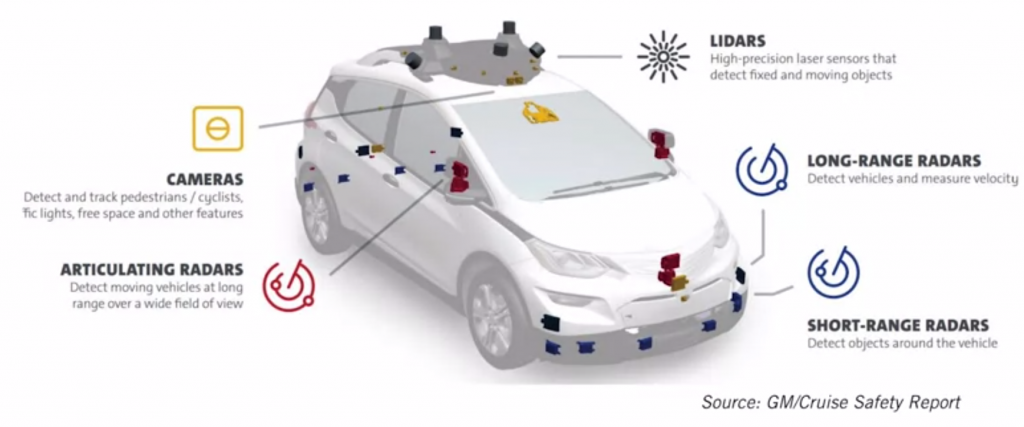 LIDARS
High-precision laser sensors that
detect fixed and moving objects
CAMERAS
Detect and track pedestrians / cyclists,
fic lights, free space and other features
ARTICULATING RADARS
Detect moving vehicles at long
range over a wide field of view
LONG-RANGE RADARS
Detect vehicles and measure velocity
SHORT-RANGE RADARS
Detect objects around the vehicle
Source: GM/Cruise Safety Report